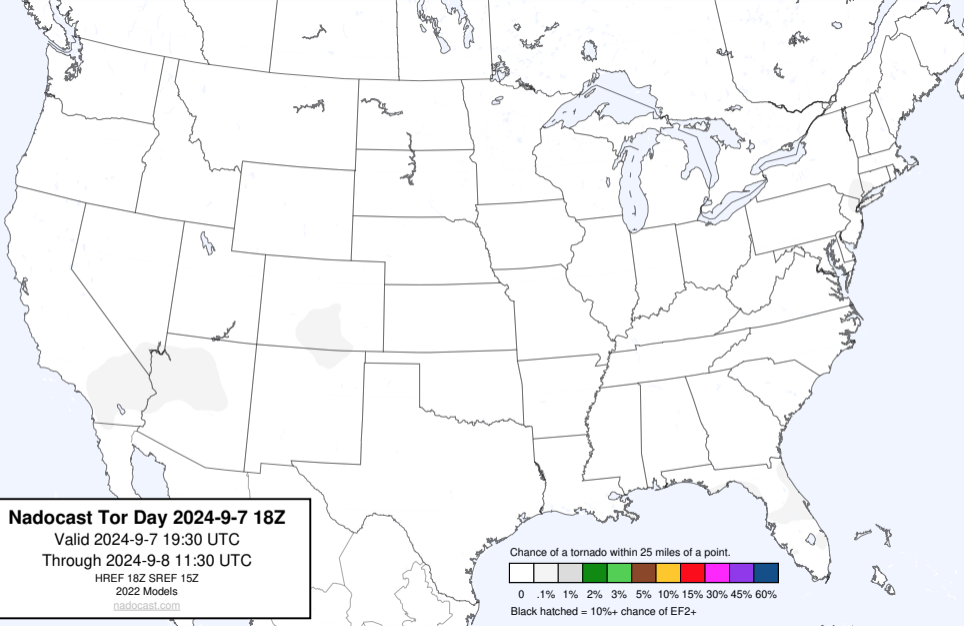 Nadocast Tor Day 2024-9-7 18Z
Valid 2024-9-7 19:30 UTC
Through 2024-9-8 11:30 UTC
HREF 18Z SREF 15Z
2022 Models
nadocast.com
Chance of a tornado within 25 miles of a point.
0 .1% 1% 2% 3% 5% 10% 15% 30% 45% 60%
Black hatched = 10%+ chance of EF2+